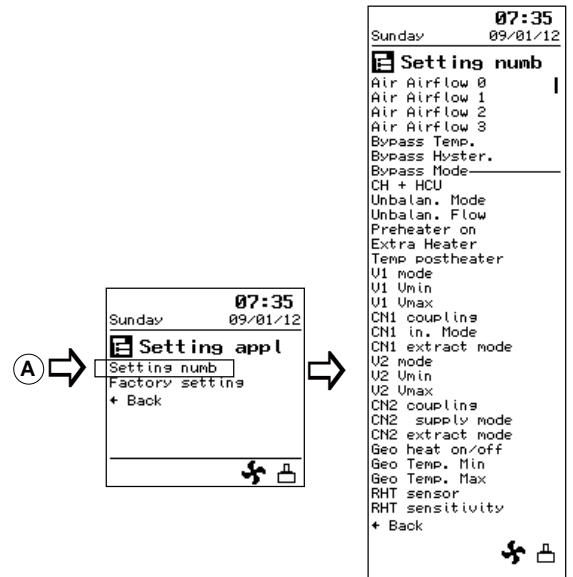 A
07:35
Sunday 09/01/12
Setting appl
Setting numb
Factory setting
← Back
07:35
Sunday 09/01/12
Setting numb
Air Airflow 0
Air Airflow 1
Air Airflow 2
Air Airflow 3
Bypass Temp.
Bypass Hyster.
Bypass Mode
CH + HCU
Unbalan. Mode
Unbalan. Flow
Preheater on
Extra Heater
Temp postheater
V1 mode
V1 Vmin
V1 Vmax
CN1 coupling
CN1 in. Mode
CN1 extract mode
V2 mode
V2 Vmin
V2 Vmax
CN2 coupling
CN2 supply mode
CN2 extract mode
Geo heat on/off
Geo Temp. Min
Geo Temp. Max
RHT sensor
RHT sensitivity
← Back